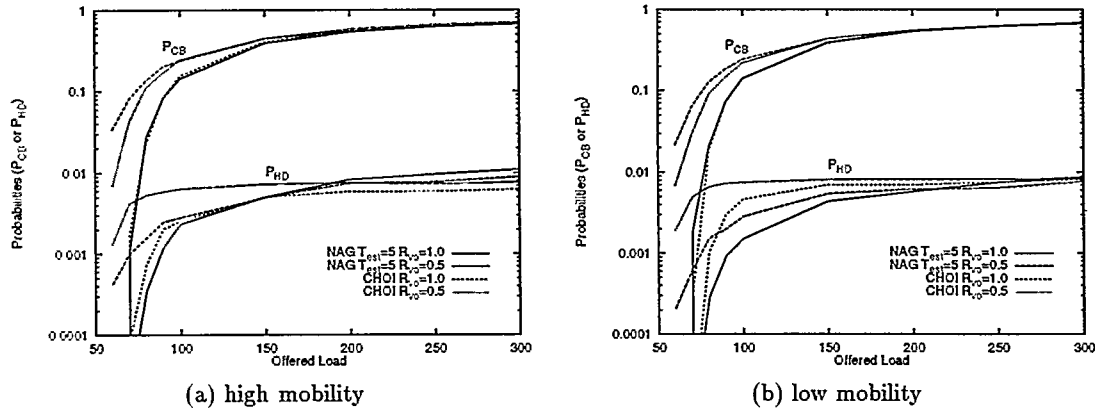 1
0.1
0.01
0.001
0.0001
Probabilities (P_CB or P_HD)
P_CB
P_HD
NAG T_est=5 R_vo=1.0
NAG T_est=5 R_vo=0.5
CHOI R_vo=1.0
CHOI R_vo=0.5
50 100 150 200 250 300
Offered Load
(a) high mobility
1
0.1
0.01
0.001
0.0001
Probabilities (P_CB or P_HD)
P_CB
P_HD
NAG T_est=5 R_vo=1.0
NAG T_est=5 R_vo=0.5
CHOI R_vo=1.0
CHOI R_vo=0.5
50 100 150 200 250 300
Offered Load
(b) low mobility